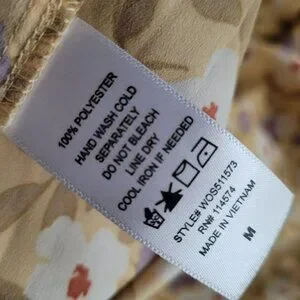 100% POLYESTER
HAND WASH COLD
SEPARATELY
DO NOT BLEACH
LINE DRY
COOL IRON IF NEEDED
STYLE# WOS511573
RN# 114574
MADE IN VIETNAM
M